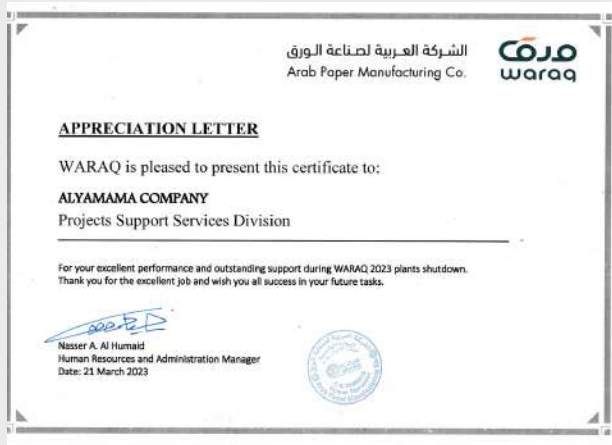 الشركة العربية لصناعة الورق
Arab Paper Manufacturing Co.
ورق
waraq
APPRECIATION LETTER
WARAQ is pleased to present this certificate to:
ALYAMAMA COMPANY
Projects Support Services Division
For your excellent performance and outstanding support during WARAQ 2023 plants shutdown.
Thank you for the excellent job and wish you all success in your future tasks.
Nasser A. Al Humaid
Human Resources and Administration Manager
Date: 21 March 2023